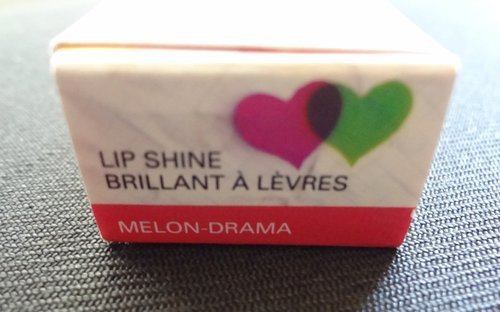 LIP SHINE
BRILLANT À LÈVRES
MELON-DRAMA